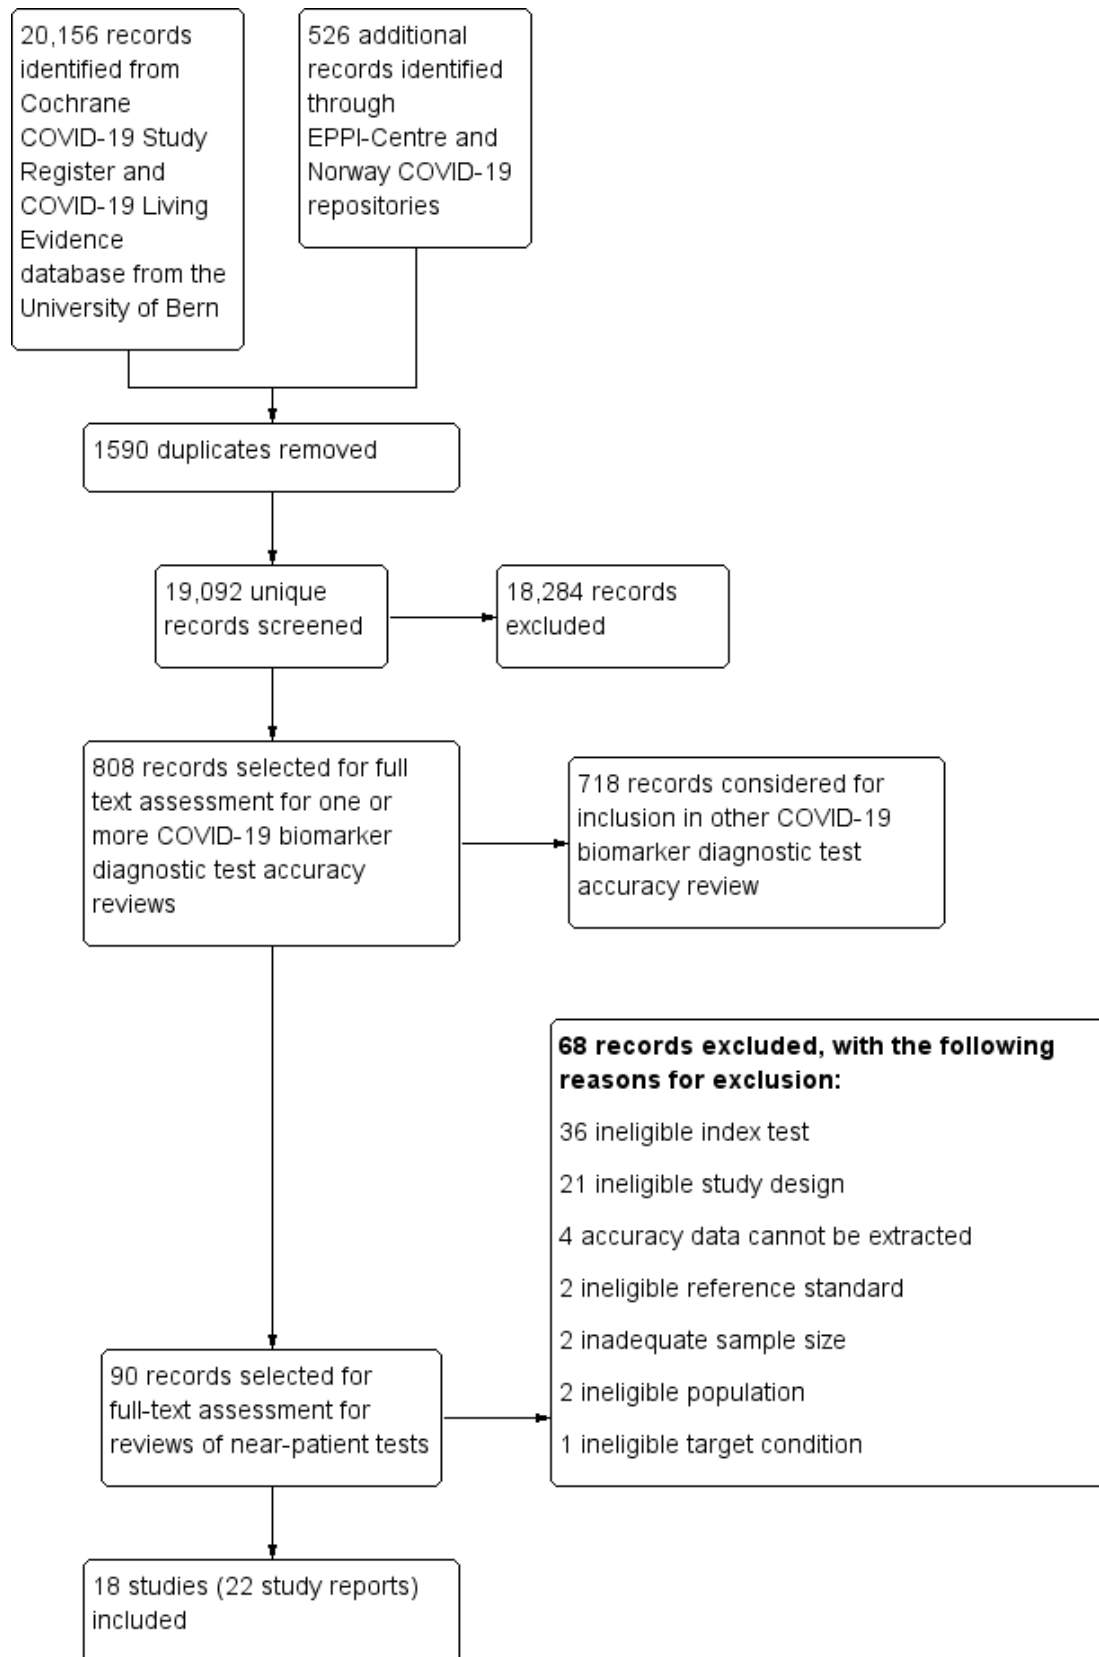 20,156 records
identified from
Cochrane
COVID-19 Study
Register and
COVID-19 Living
Evidence
database from the
University of Bern
526 additional
records identified
through
EPPI-Centre and
Norway COVID-19
repositories
1590 duplicates removed
19,092 unique
records screened
18,284 records
excluded
808 records selected for full
text assessment for one or
more COVID-19 biomarker
diagnostic test accuracy
reviews
718 records considered for
inclusion in other COVID-19
biomarker diagnostic test
accuracy review
68 records excluded, with the following
reasons for exclusion:
36 ineligible index test
21 ineligible study design
4 accuracy data cannot be extracted
2 ineligible reference standard
2 inadequate sample size
2 ineligible population
1 ineligible target condition
90 records selected for
full-text assessment for
reviews of near-patient tests
18 studies (22 study reports)
included